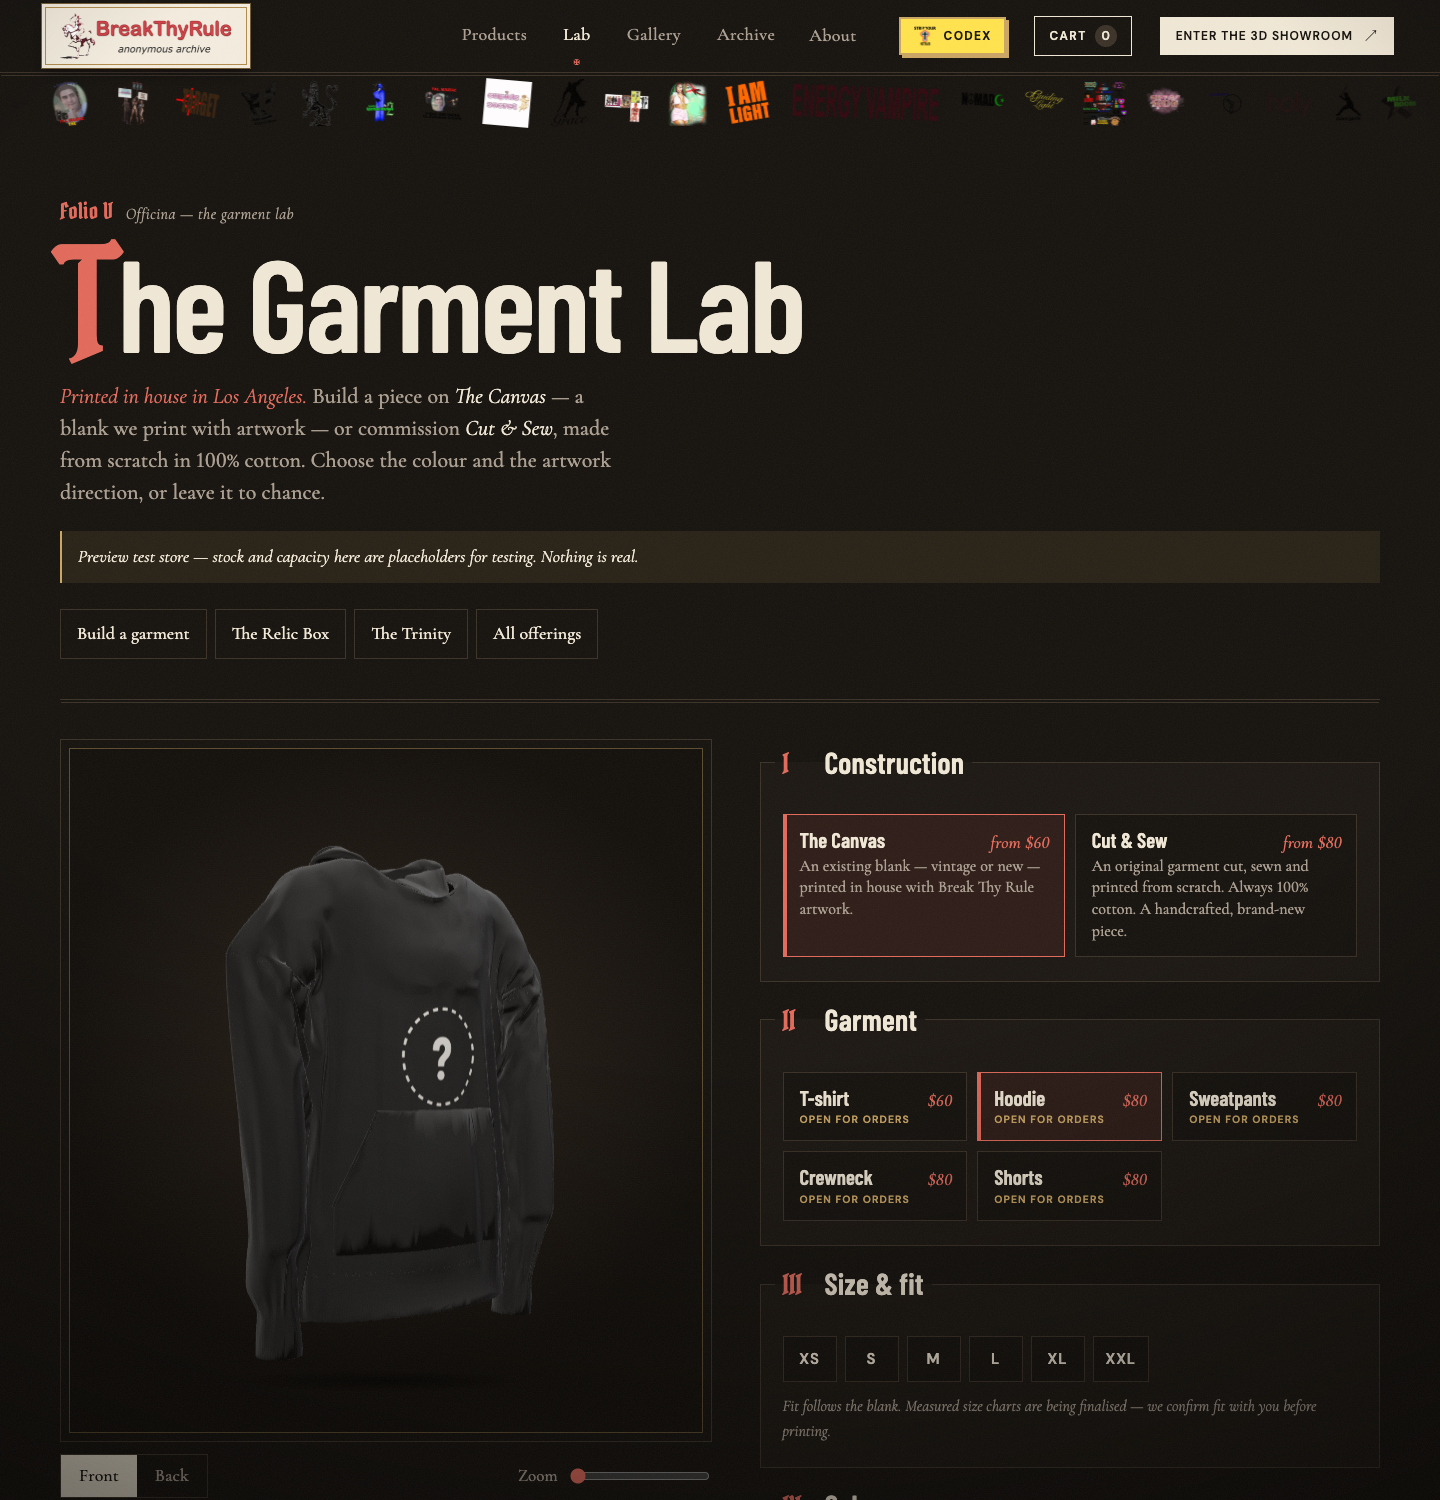 BreakThyRule
anonymous archive
Products
Lab
Gallery
Archive
About
CODEX
CART 0
ENTER THE 3D SHOWROOM
I AM
LIGHT
ENERGY VAMPIRE
NOMAD
Guiding
Light
Folio V Officina — the garment lab
The Garment Lab
Printed in house in Los Angeles. Build a piece on The Canvas — a
blank we print with artwork — or commission Cut & Sew, made
from scratch in 100% cotton. Choose the colour and the artwork
direction, or leave it to chance.
Preview test store — stock and capacity here are placeholders for testing. Nothing is real.
Build a garment
The Relic Box
The Trinity
All offerings
?
Front
Back
Zoom
I Construction
The Canvas from $60
An existing blank — vintage or new —
printed in house with Break Thy Rule
artwork.
Cut & Sew from $80
An original garment cut, sewn and
printed from scratch. Always 100%
cotton. A handcrafted, brand-new
piece.
II Garment
T-shirt $60
OPEN FOR ORDERS
Hoodie $80
OPEN FOR ORDERS
Sweatpants $80
OPEN FOR ORDERS
Crewneck $80
OPEN FOR ORDERS
Shorts $80
OPEN FOR ORDERS
III Size & fit
XS
S
M
L
XL
XXL
Fit follows the blank. Measured size charts are being finalised — we confirm fit with you before
printing.